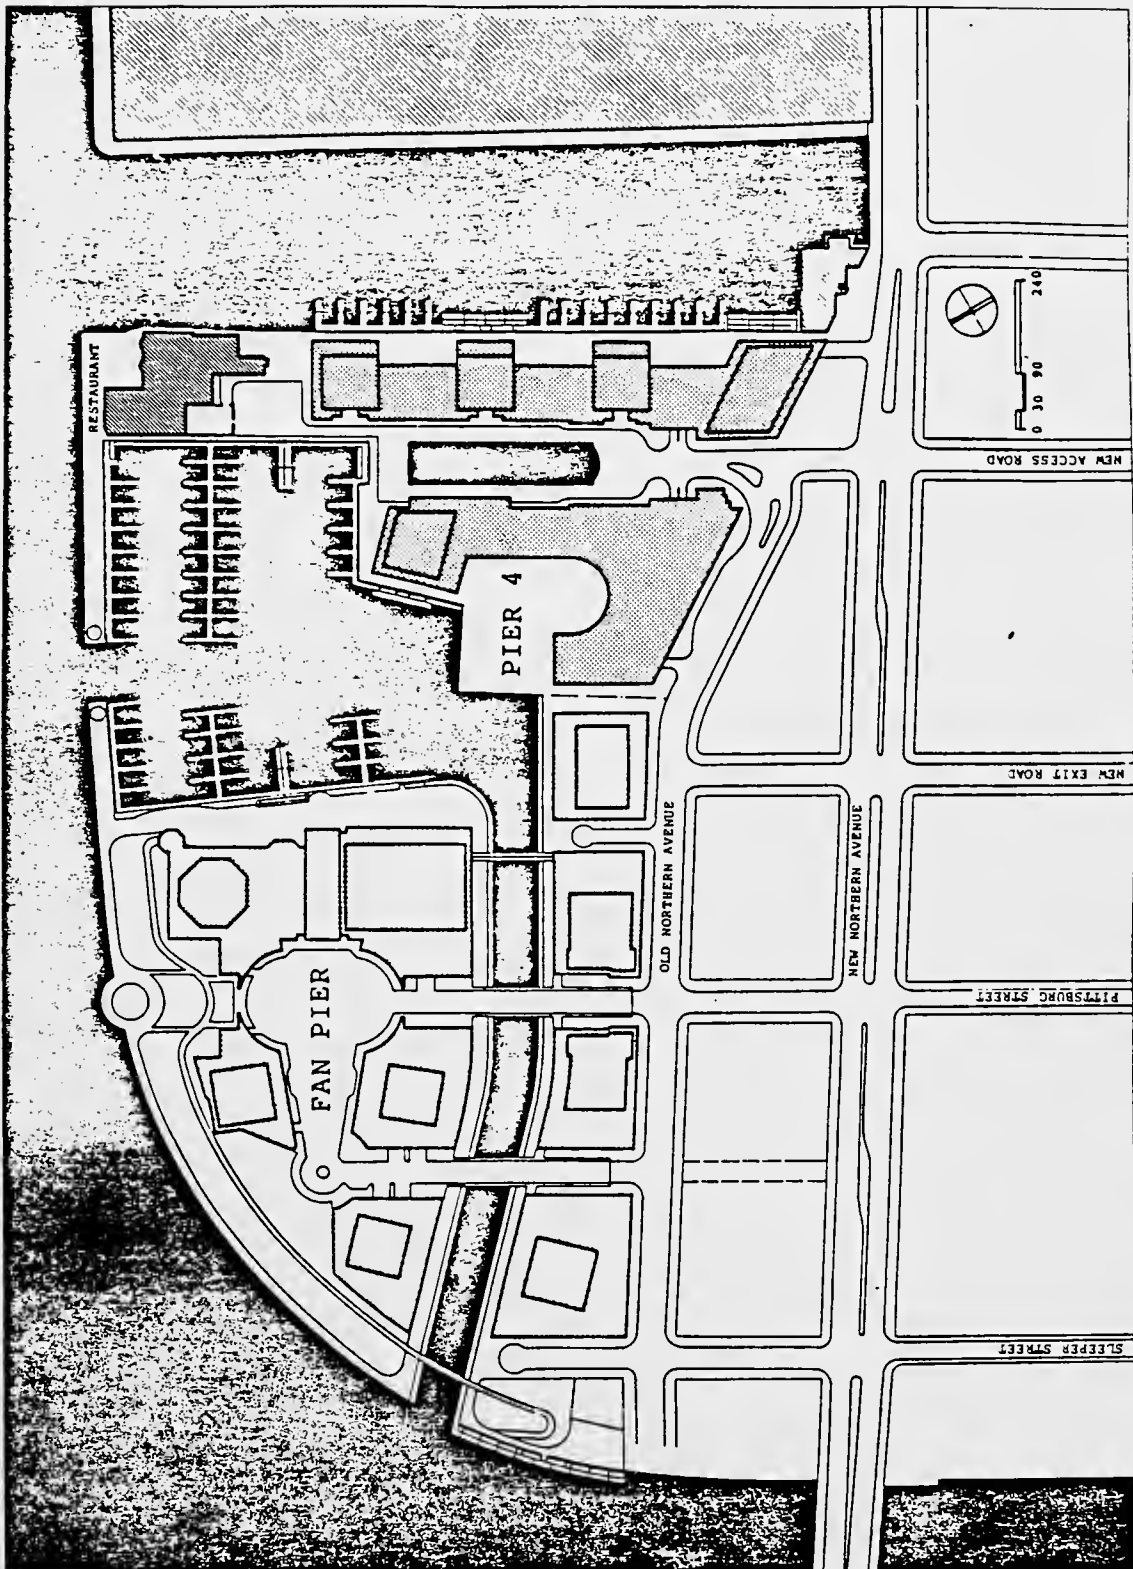 RESTAURANT
PIER 4
FAN PIER
OLD NORTHERN AVENUE
NEW NORTHERN AVENUE
0 30 90 240
NEW ACCESS ROAD
NEW EXIT ROAD
PITTSBURG STREET
SLEEPER STREET